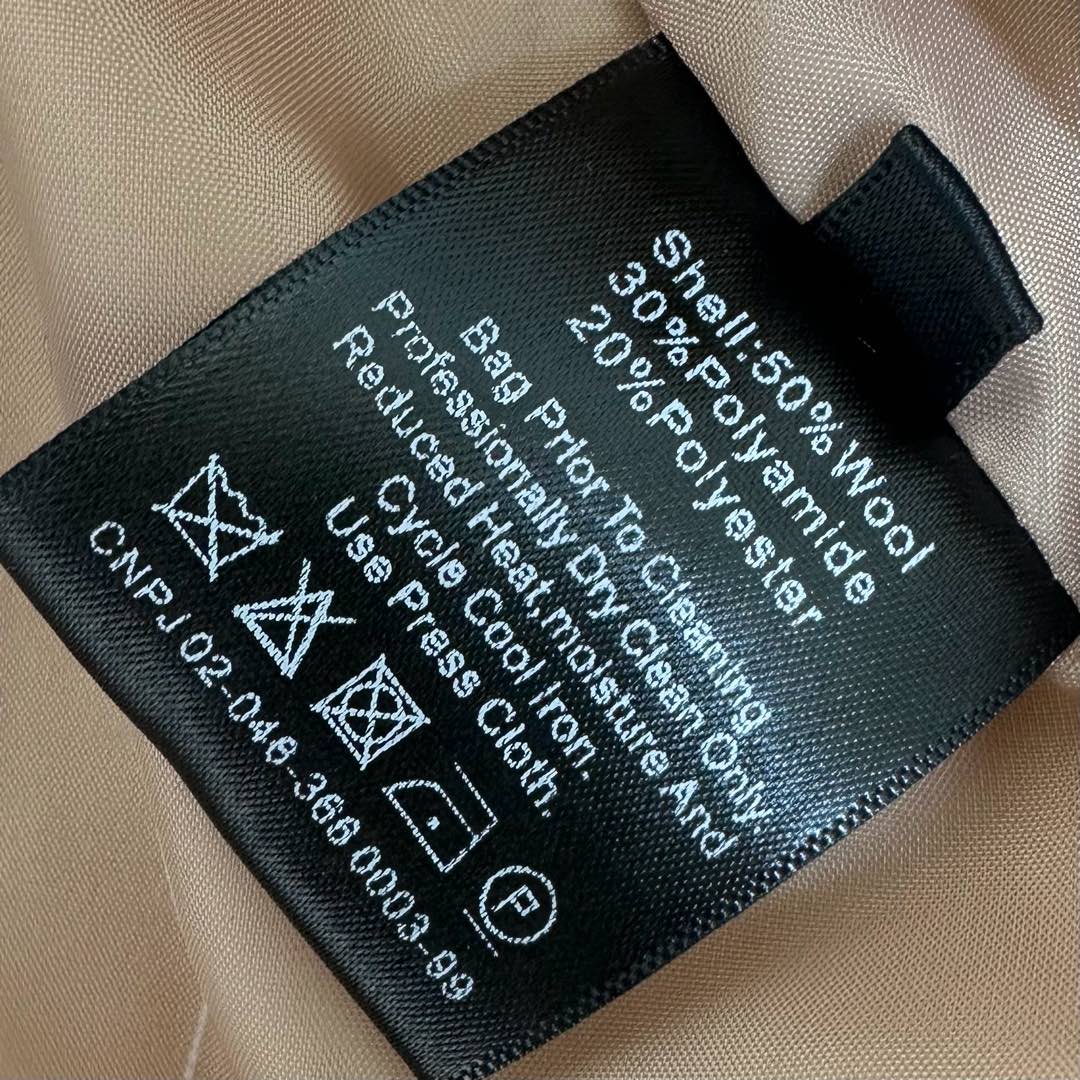 Shell:50%Wool
30%Polyamide
20%Polyester
Bag Prior To Cleaning
Professionally Dry Clean Only.
Reduced Heat,moisture And
Cycle Cool Iron.
Use Press Cloth.
P
CNPJ 02-046-366 0003-99